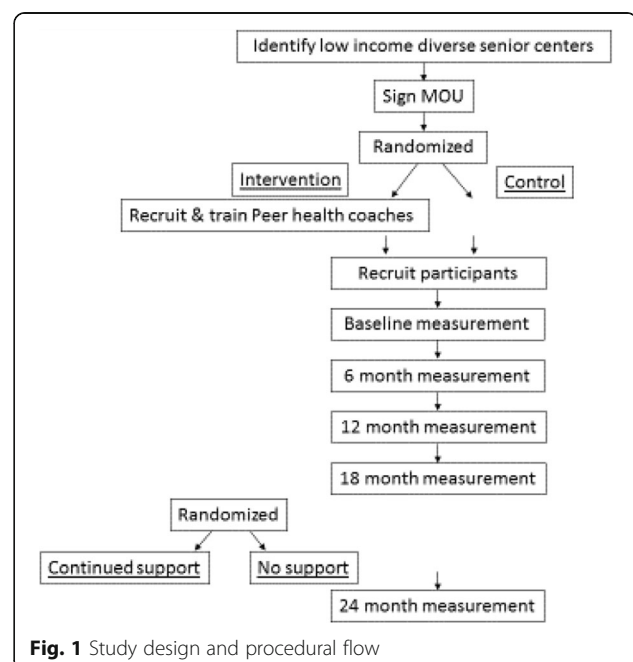 Identify low income diverse senior centers
Sign MOU
Randomized
Intervention
Control
Recruit & train Peer health coaches
Recruit participants
Baseline measurement
6 month measurement
12 month measurement
18 month measurement
Randomized
Continued support
No support
24 month measurement
Fig. 1 Study design and procedural flow